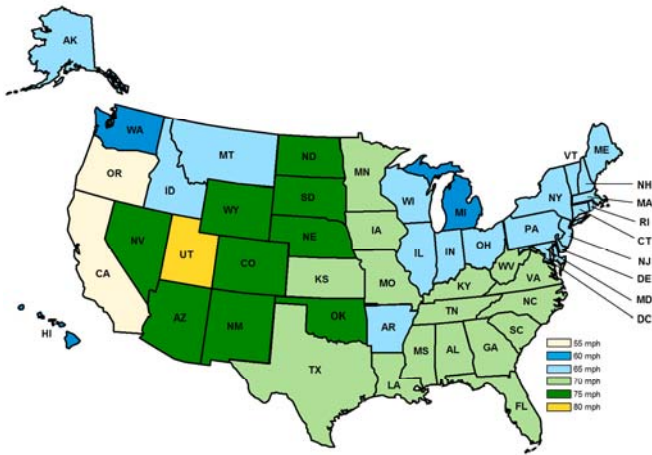 AK
WA
MT
ND
MN
VT
ME
OR
ID
SD
WI
NY
NH
MA
WY
MI
RI
IA
PA
CT
NE
NV
UT
IL
IN
OH
NJ
CO
DE
CA
KS
MO
WV
VA
MD
KY
DC
NC
TN
AZ
NM
OK
AR
SC
HI
MS
AL
GA
TX
LA
FL
55 mph
60 mph
65 mph
70 mph
75 mph
80 mph